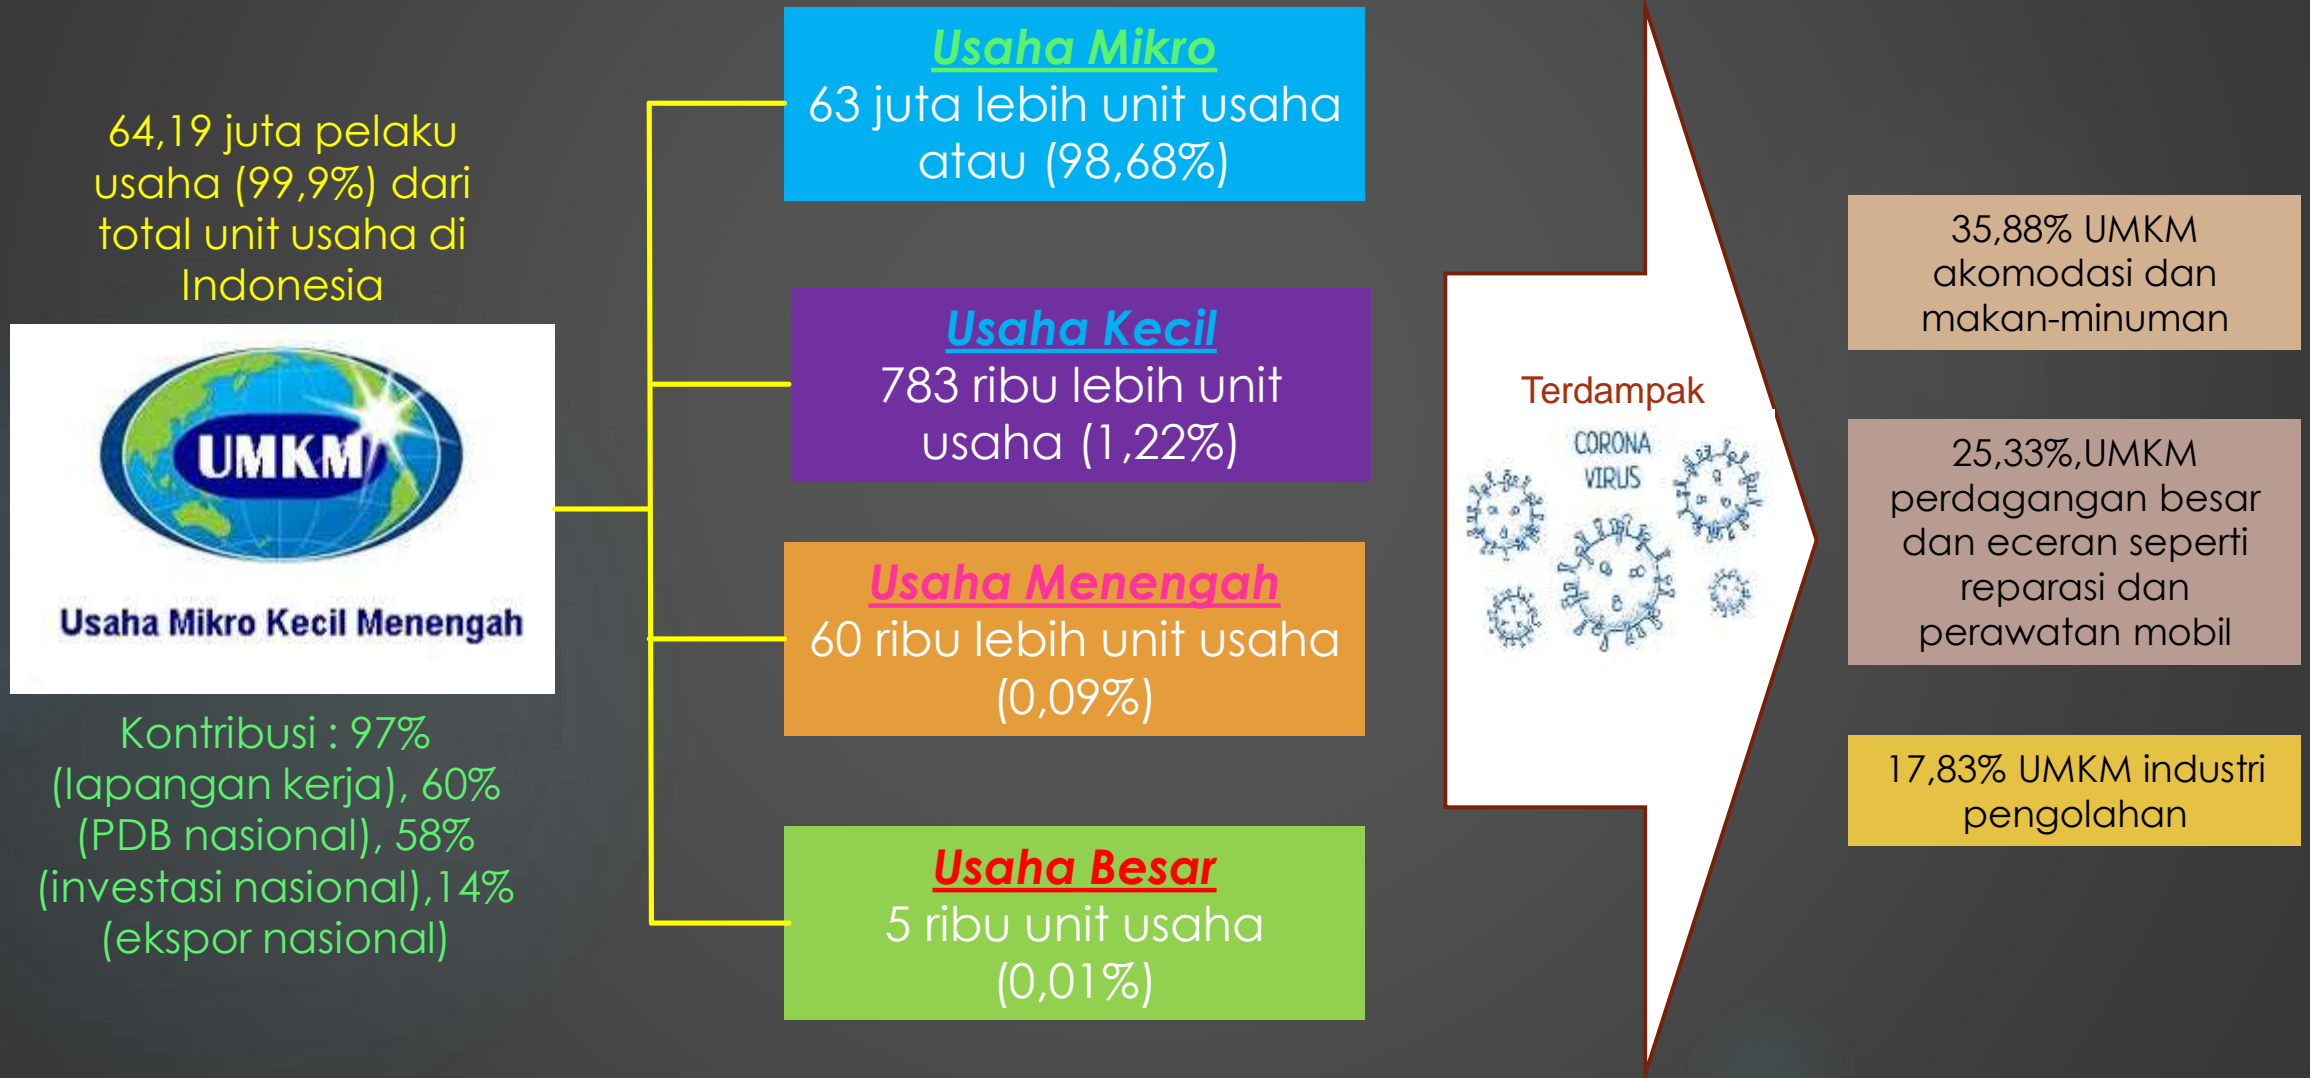 64,19 juta pelaku
usaha (99,9%) dari
total unit usaha di
Indonesia
UMKM
Usaha Mikro Kecil Menengah
Kontribusi : 97%
(lapangan kerja), 60%
(PDB nasional), 58%
(investasi nasional),14%
(ekspor nasional)
Usaha Mikro
63 juta lebih unit usaha
atau (98,68%)
Usaha Kecil
783 ribu lebih unit
usaha (1,22%)
Usaha Menengah
60 ribu lebih unit usaha
(0,09%)
Usaha Besar
5 ribu unit usaha
(0,01%)
Terdampak
CORONA
VIRUS
35,88% UMKM
akomodasi dan
makan-minuman
25,33%,UMKM
perdagangan besar
dan eceran seperti
reparasi dan
perawatan mobil
17,83% UMKM industri
pengolahan